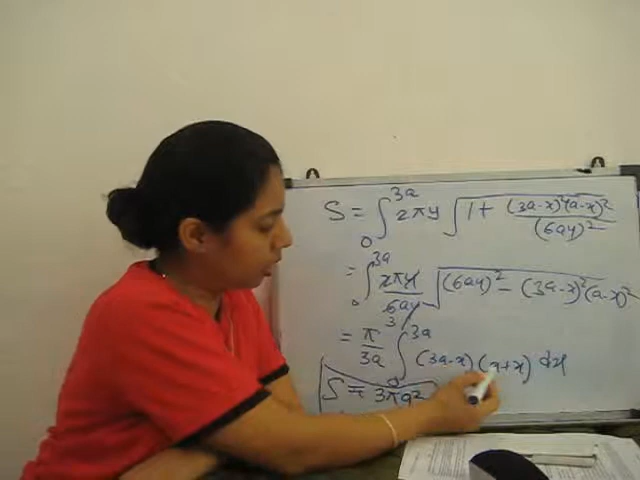 S = ∫₀^{3a} 2πy √(1 + (3a-x)²(a-x)² / (6ay)²)
= ∫₀^{3a} 2πy / 6ay √((6ay)² - (3a-x)²(a-x)²)
= π/3a ∫₀^{3a} (3a-x)(a+x) dx
S = 3πa²